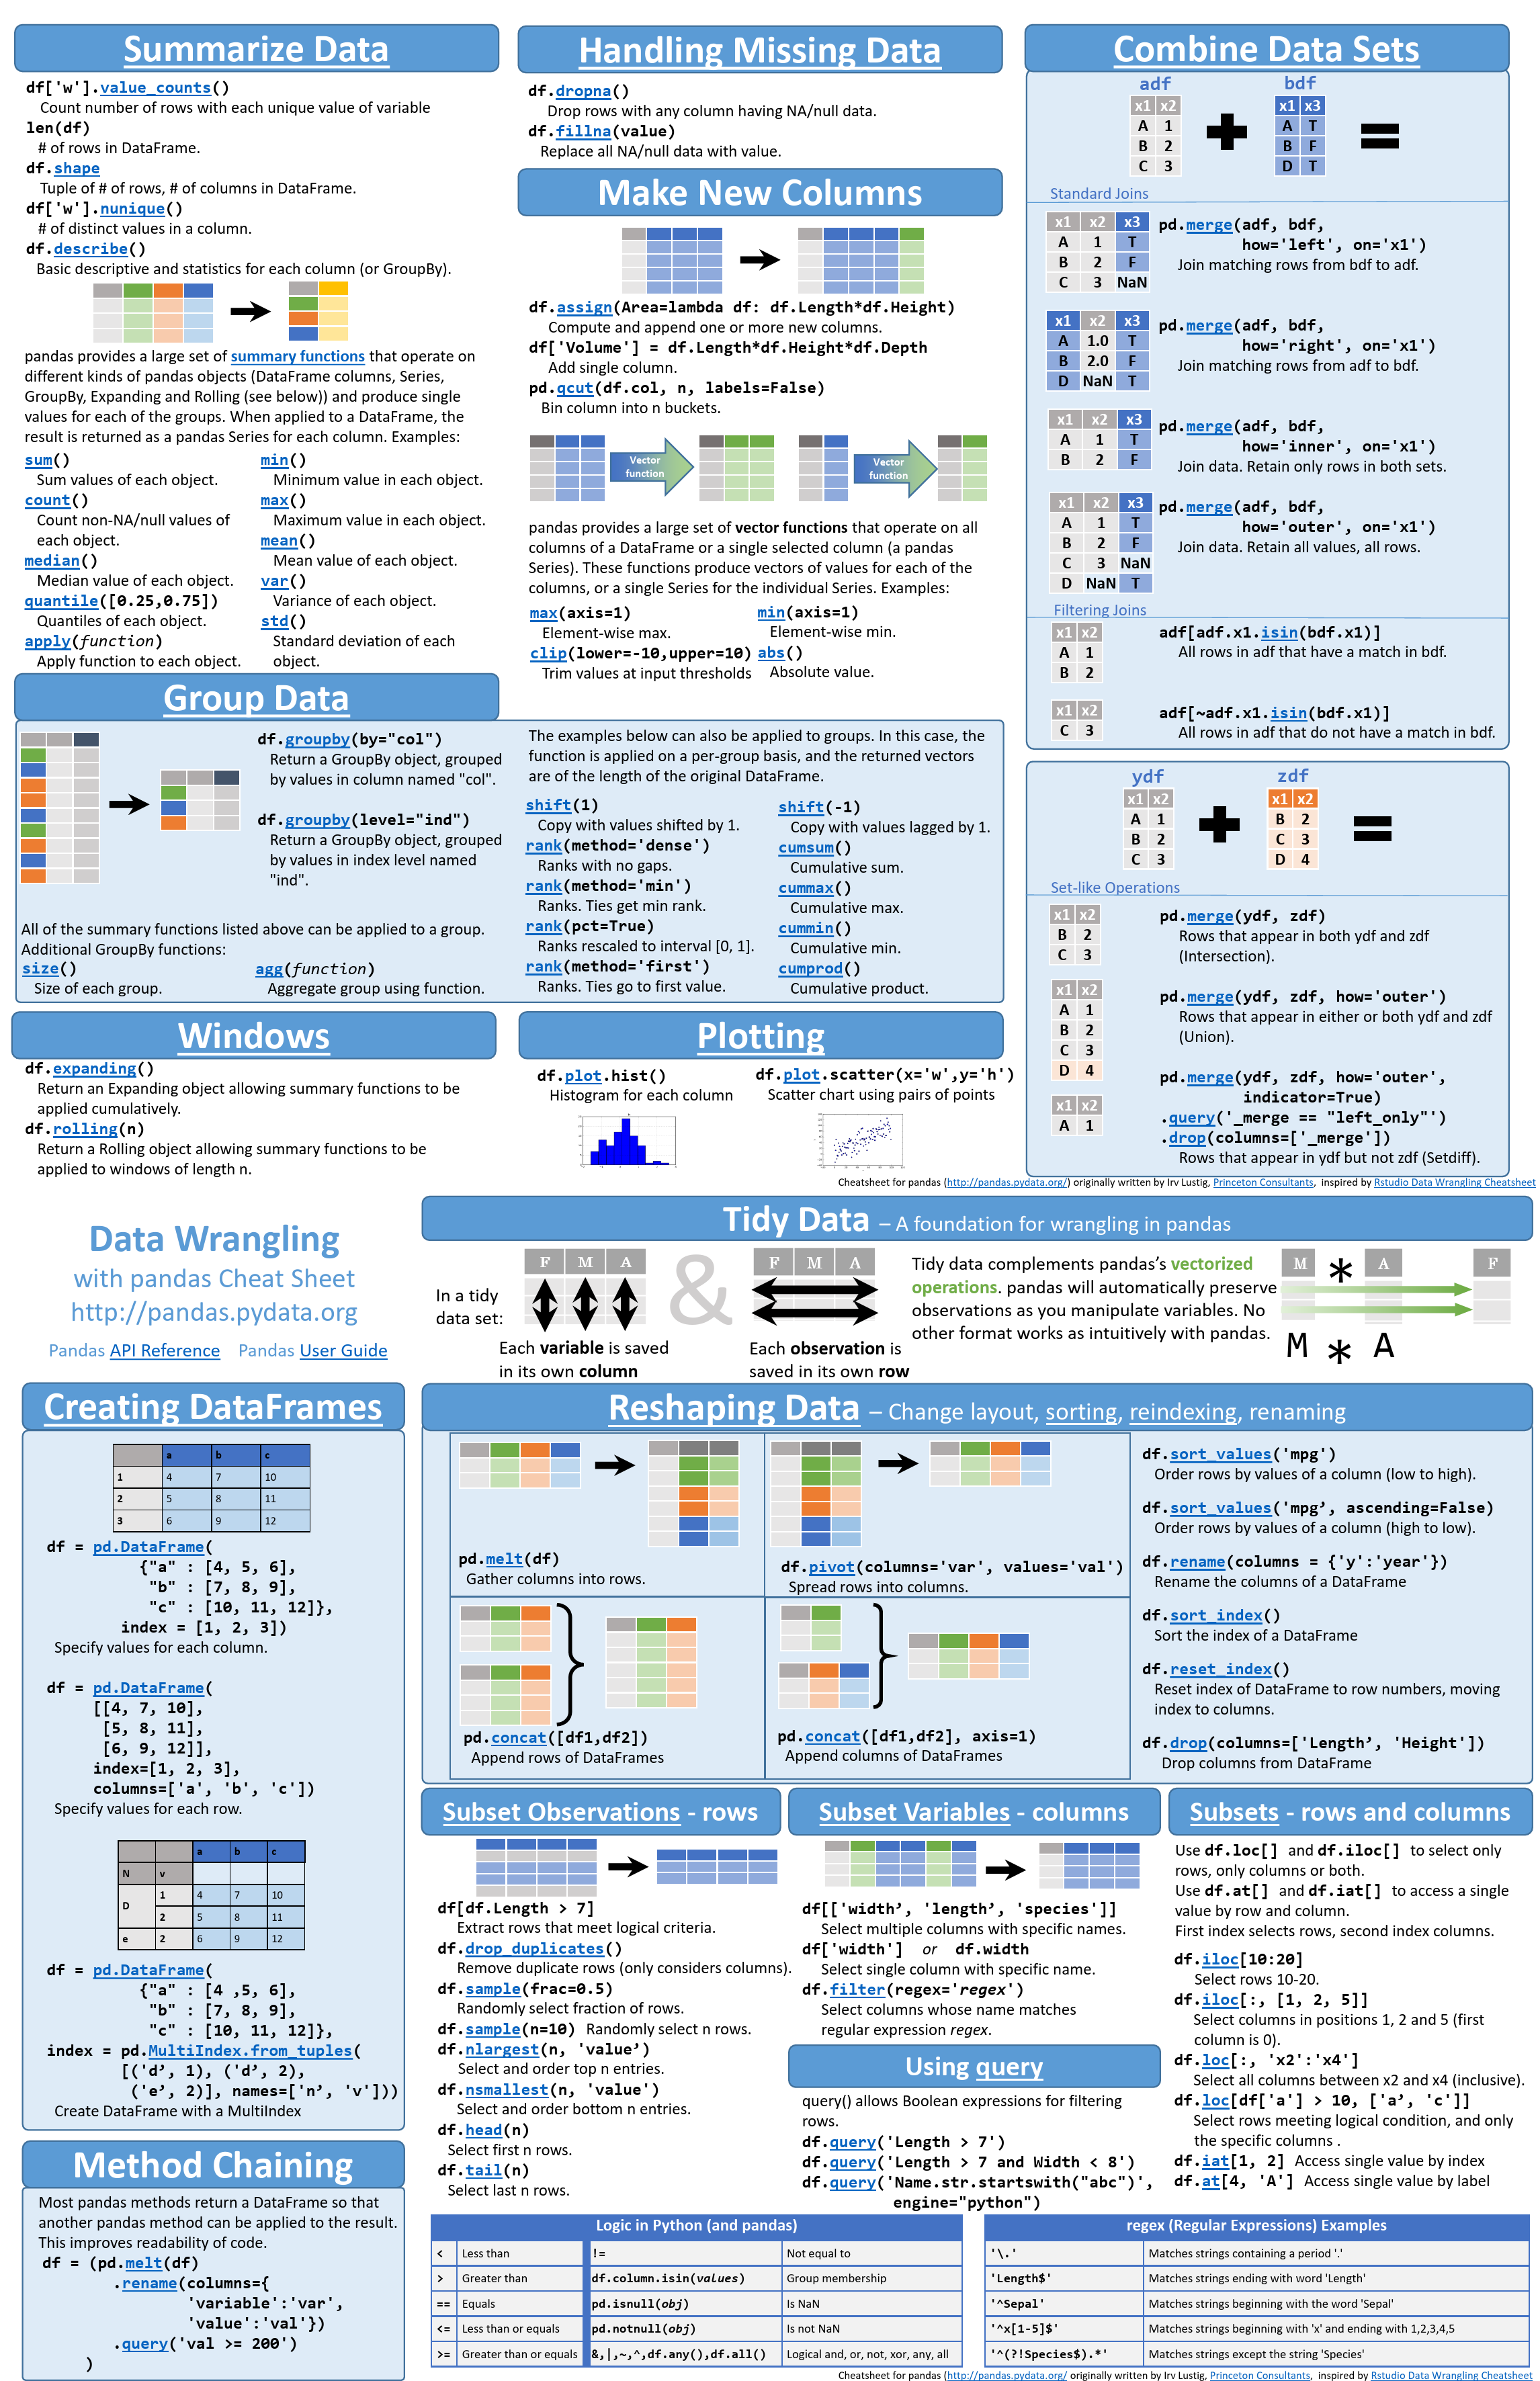 Summarize Data
df['w'].value_counts()
Count number of rows with each unique value of variable
len(df)
# of rows in DataFrame.
df.shape
Tuple of # of rows, # of columns in DataFrame.
df['w'].nunique()
# of distinct values in a column.
df.describe()
Basic descriptive and statistics for each column (or GroupBy).
pandas provides a large set of summary functions that operate on
different kinds of pandas objects (DataFrame columns, Series,
GroupBy, Expanding and Rolling (see below)) and produce single
values for each of the groups. When applied to a DataFrame, the
result is returned as a pandas Series for each column. Examples:
sum()
Sum values of each object.
count()
Count non-NA/null values of
each object.
median()
Median value of each object.
quantile([0.25,0.75])
Quantiles of each object.
apply(function)
Apply function to each object.
min()
Minimum value in each object.
max()
Maximum value in each object.
mean()
Mean value of each object.
var()
Variance of each object.
std()
Standard deviation of each
object.
Handling Missing Data
df.dropna()
Drop rows with any column having NA/null data.
df.fillna(value)
Replace all NA/null data with value.
Make New Columns
df.assign(Area=lambda df: df.Length*df.Height)
Compute and append one or more new columns.
df['Volume'] = df.Length*df.Height*df.Depth
Add single column.
pd.qcut(df.col, n, labels=False)
Bin column into n buckets.
Vector
function
Vector
function
pandas provides a large set of vector functions that operate on all
columns of a DataFrame or a single selected column (a pandas
Series). These functions produce vectors of values for each of the
columns, or a single Series for the individual Series. Examples:
max(axis=1)
Element-wise max.
clip(lower=-10,upper=10)
Trim values at input thresholds
min(axis=1)
Element-wise min.
abs()
Absolute value.
Group Data
df.groupby(by="col")
Return a GroupBy object, grouped
by values in column named "col".
df.groupby(level="ind")
Return a GroupBy object, grouped
by values in index level named
"ind".
All of the summary functions listed above can be applied to a group.
Additional GroupBy functions:
size()
Size of each group.
agg(function)
Aggregate group using function.
The examples below can also be applied to groups. In this case, the
function is applied on a per-group basis, and the returned vectors
are of the length of the original DataFrame.
shift(1)
Copy with values shifted by 1.
rank(method='dense')
Ranks with no gaps.
rank(method='min')
Ranks. Ties get min rank.
rank(pct=True)
Ranks rescaled to interval [0, 1].
rank(method='first')
Ranks. Ties go to first value.
shift(-1)
Copy with values lagged by 1.
cumsum()
Cumulative sum.
cummax()
Cumulative max.
cummin()
Cumulative min.
cumprod()
Cumulative product.
Windows
df.expanding()
Return an Expanding object allowing summary functions to be
applied cumulatively.
df.rolling(n)
Return a Rolling object allowing summary functions to be
applied to windows of length n.
Plotting
df.plot.hist()
Histogram for each column
df.plot.scatter(x='w',y='h')
Scatter chart using pairs of points
Combine Data Sets
adf
x1 x2
A 1
B 2
C 3
+
bdf
x1 x3
A T
B F
D T
=
Standard Joins
x1 x2 x3
A 1 T
B 2 F
C 3 NaN
pd.merge(adf, bdf,
how='left', on='x1')
Join matching rows from bdf to adf.
x1 x2 x3
A 1.0 T
B 2.0 F
D NaN T
pd.merge(adf, bdf,
how='right', on='x1')
Join matching rows from adf to bdf.
x1 x2 x3
A 1 T
B 2 F
pd.merge(adf, bdf,
how='inner', on='x1')
Join data. Retain only rows in both sets.
x1 x2 x3
A 1 T
B 2 F
C 3 NaN
D NaN T
pd.merge(adf, bdf,
how='outer', on='x1')
Join data. Retain all values, all rows.
Filtering Joins
x1 x2
A 1
B 2
adf[adf.x1.isin(bdf.x1)]
All rows in adf that have a match in bdf.
x1 x2
C 3
adf[~adf.x1.isin(bdf.x1)]
All rows in adf that do not have a match in bdf.
ydf
x1 x2
A 1
B 2
C 3
+
zdf
x1 x2
B 2
C 3
D 4
=
Set-like Operations
x1 x2
B 2
C 3
pd.merge(ydf, zdf)
Rows that appear in both ydf and zdf
(Intersection).
x1 x2
A 1
B 2
C 3
D 4
pd.merge(ydf, zdf, how='outer')
Rows that appear in either or both ydf and zdf
(Union).
x1 x2
A 1
pd.merge(ydf, zdf, how='outer',
indicator=True)
.query('_merge == "left_only"')
.drop(columns=['_merge'])
Rows that appear in ydf but not zdf (Setdiff).
Cheatsheet for pandas (http://pandas.pydata.org/) originally written by Irv Lustig, Princeton Consultants, inspired by Rstudio Data Wrangling Cheatsheet
Data Wrangling
with pandas Cheat Sheet
http://pandas.pydata.org
Pandas API Reference Pandas User Guide
Tidy Data – A foundation for wrangling in pandas
In a tidy
data set:
F M A
Each variable is saved
in its own column
&
F M A
Each observation is
saved in its own row
Tidy data complements pandas's vectorized
operations. pandas will automatically preserve
observations as you manipulate variables. No
other format works as intuitively with pandas.
M * A F
M * A
Creating DataFrames
a b c
1 4 7 10
2 5 8 11
3 6 9 12
df = pd.DataFrame(
{"a" : [4, 5, 6],
"b" : [7, 8, 9],
"c" : [10, 11, 12]},
index = [1, 2, 3])
Specify values for each column.
df = pd.DataFrame(
[[4, 7, 10],
[5, 8, 11],
[6, 9, 12]],
index=[1, 2, 3],
columns=['a', 'b', 'c'])
Specify values for each row.
a b c
N v
D 1 4 7 10
2 5 8 11
e 2 6 9 12
df = pd.DataFrame(
{"a" : [4 ,5, 6],
"b" : [7, 8, 9],
"c" : [10, 11, 12]},
index = pd.MultiIndex.from_tuples(
[('d’, 1), ('d’, 2),
('e’, 2)], names=['n’, 'v']))
Create DataFrame with a MultiIndex
Method Chaining
Most pandas methods return a DataFrame so that
another pandas method can be applied to the result.
This improves readability of code.
df = (pd.melt(df)
.rename(columns={
'variable':'var',
'value':'val'})
.query('val >= 200')
)
Reshaping Data – Change layout, sorting, reindexing, renaming
pd.melt(df)
Gather columns into rows.
df.pivot(columns='var', values='val')
Spread rows into columns.
pd.concat([df1,df2])
Append rows of DataFrames
pd.concat([df1,df2], axis=1)
Append columns of DataFrames
df.sort_values('mpg')
Order rows by values of a column (low to high).
df.sort_values('mpg’, ascending=False)
Order rows by values of a column (high to low).
df.rename(columns = {'y':'year'})
Rename the columns of a DataFrame
df.sort_index()
Sort the index of a DataFrame
df.reset_index()
Reset index of DataFrame to row numbers, moving
index to columns.
df.drop(columns=['Length’, 'Height'])
Drop columns from DataFrame
Subset Observations - rows
df[df.Length > 7]
Extract rows that meet logical criteria.
df.drop_duplicates()
Remove duplicate rows (only considers columns).
df.sample(frac=0.5)
Randomly select fraction of rows.
df.sample(n=10) Randomly select n rows.
df.nlargest(n, 'value’)
Select and order top n entries.
df.nsmallest(n, 'value')
Select and order bottom n entries.
df.head(n)
Select first n rows.
df.tail(n)
Select last n rows.
Subset Variables - columns
df[['width’, 'length’, 'species']]
Select multiple columns with specific names.
df['width'] or df.width
Select single column with specific name.
df.filter(regex='regex')
Select columns whose name matches
regular expression regex.
Using query
query() allows Boolean expressions for filtering
rows.
df.query('Length > 7')
df.query('Length > 7 and Width < 8')
df.query('Name.str.startswith("abc")',
engine="python")
Subsets - rows and columns
Use df.loc[] and df.iloc[] to select only
rows, only columns or both.
Use df.at[] and df.iat[] to access a single
value by row and column.
First index selects rows, second index columns.
df.iloc[10:20]
Select rows 10-20.
df.iloc[:, [1, 2, 5]]
Select columns in positions 1, 2 and 5 (first
column is 0).
df.loc[:, 'x2':'x4']
Select all columns between x2 and x4 (inclusive).
df.loc[df['a'] > 10, ['a’, 'c']]
Select rows meeting logical condition, and only
the specific columns .
df.iat[1, 2] Access single value by index
df.at[4, 'A'] Access single value by label
Logic in Python (and pandas)
< Less than != Not equal to
> Greater than df.column.isin(values) Group membership
== Equals pd.isnull(obj) Is NaN
<= Less than or equals pd.notnull(obj) Is not NaN
>= Greater than or equals &,|,~,^,df.any(),df.all() Logical and, or, not, xor, any, all
regex (Regular Expressions) Examples
'\.' Matches strings containing a period '.'
'Length$' Matches strings ending with word 'Length'
'^Sepal' Matches strings beginning with the word 'Sepal'
'^x[1-5]$' Matches strings beginning with 'x' and ending with 1,2,3,4,5
'^(?!Species$).*' Matches strings except the string 'Species'
Cheatsheet for pandas (http://pandas.pydata.org/ originally written by Irv Lustig, Princeton Consultants, inspired by Rstudio Data Wrangling Cheatsheet